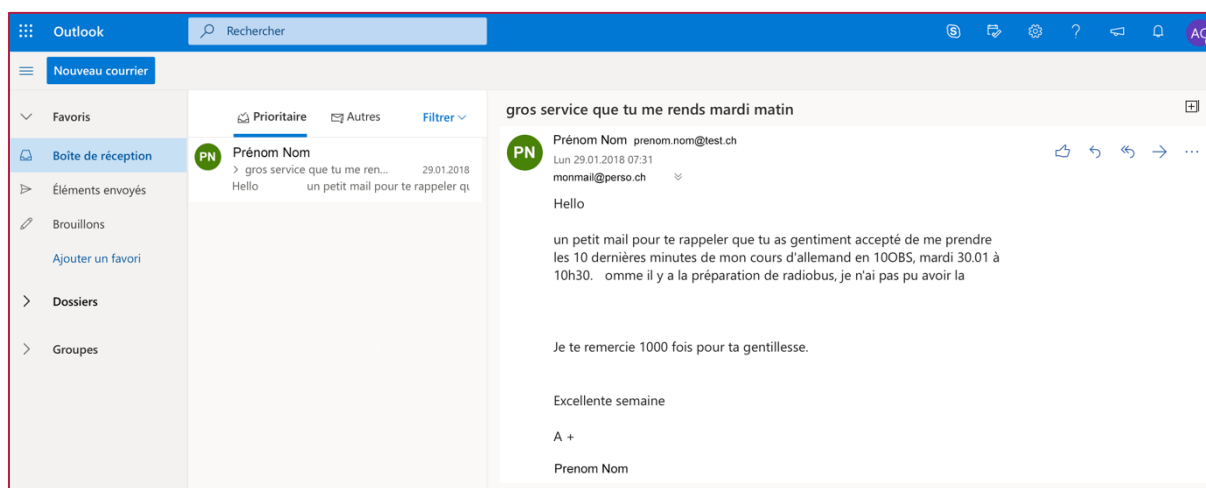 Outlook
Rechercher
AQ
Nouveau courrier
Favoris
Prioritaire
Autres
Filtrer
gros service que tu me rends mardi matin
Boîte de réception
PN
Prénom Nom
> gros service que tu me ren...
29.01.2018
Hello
un petit mail pour te rappeler qu
Éléments envoyés
Brouillons
Ajouter un favori
Dossiers
Groupes
PN
Prénom Nom prenom.nom@test.ch
Lun 29.01.2018 07:31
monmail@perso.ch
Hello
un petit mail pour te rappeler que tu as gentiment accepté de me prendre
les 10 dernières minutes de mon cours d'allemand en 10OBS, mardi 30.01 à
10h30. omme il y a la préparation de radiobus, je n'ai pas pu avoir la
Je te remercie 1000 fois pour ta gentillesse.
Excellente semaine
A +
Prenom Nom